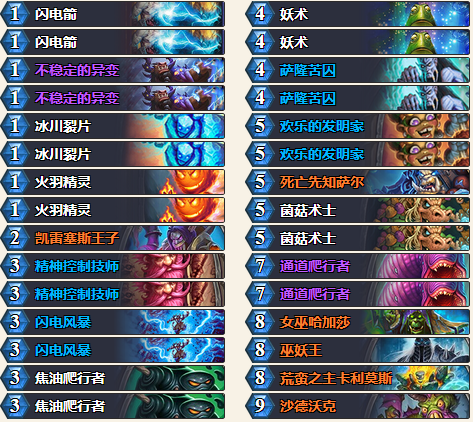 1 闪电箭
1 闪电箭
1 不稳定的异变
1 不稳定的异变
1 冰川裂片
1 冰川裂片
1 火羽精灵
1 火羽精灵
2 凯雷塞斯王子
3 精神控制技师
3 精神控制技师
3 闪电风暴
3 闪电风暴
3 焦油爬行者
3 焦油爬行者
4 妖术
4 妖术
4 萨隆苦囚
4 萨隆苦囚
5 欢乐的发明家
5 欢乐的发明家
5 死亡先知萨尔
5 菌菇术士
5 菌菇术士
7 通道爬行者
7 通道爬行者
8 女巫哈加莎
8 巫妖王
8 荒蛮之主卡利莫斯
9 沙德沃克